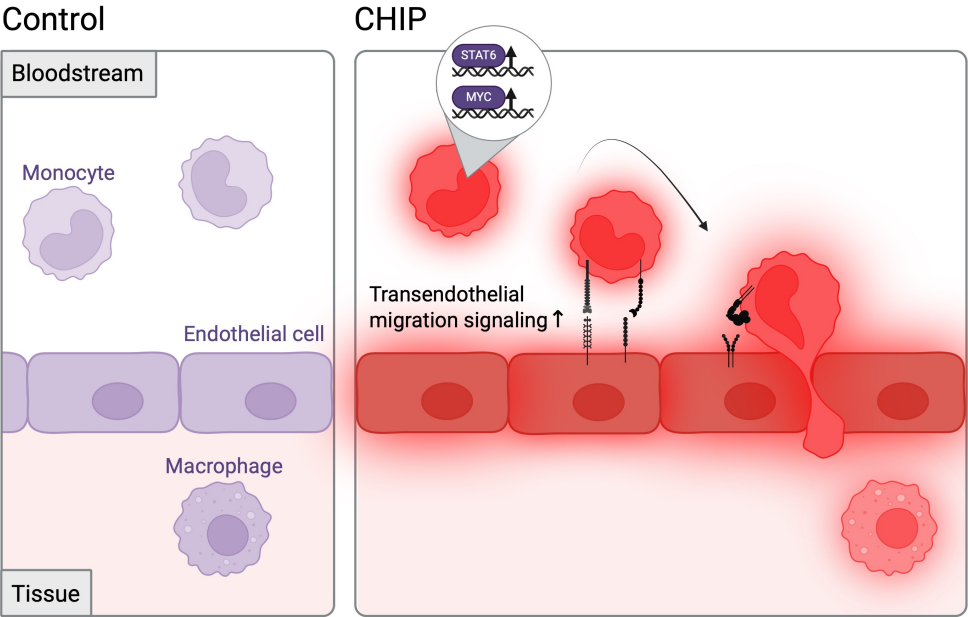 Control
CHIP
Bloodstream
STAT6
MYC
Monocyte
Transendothelial
migration signaling ↑
Endothelial cell
Macrophage
Tissue